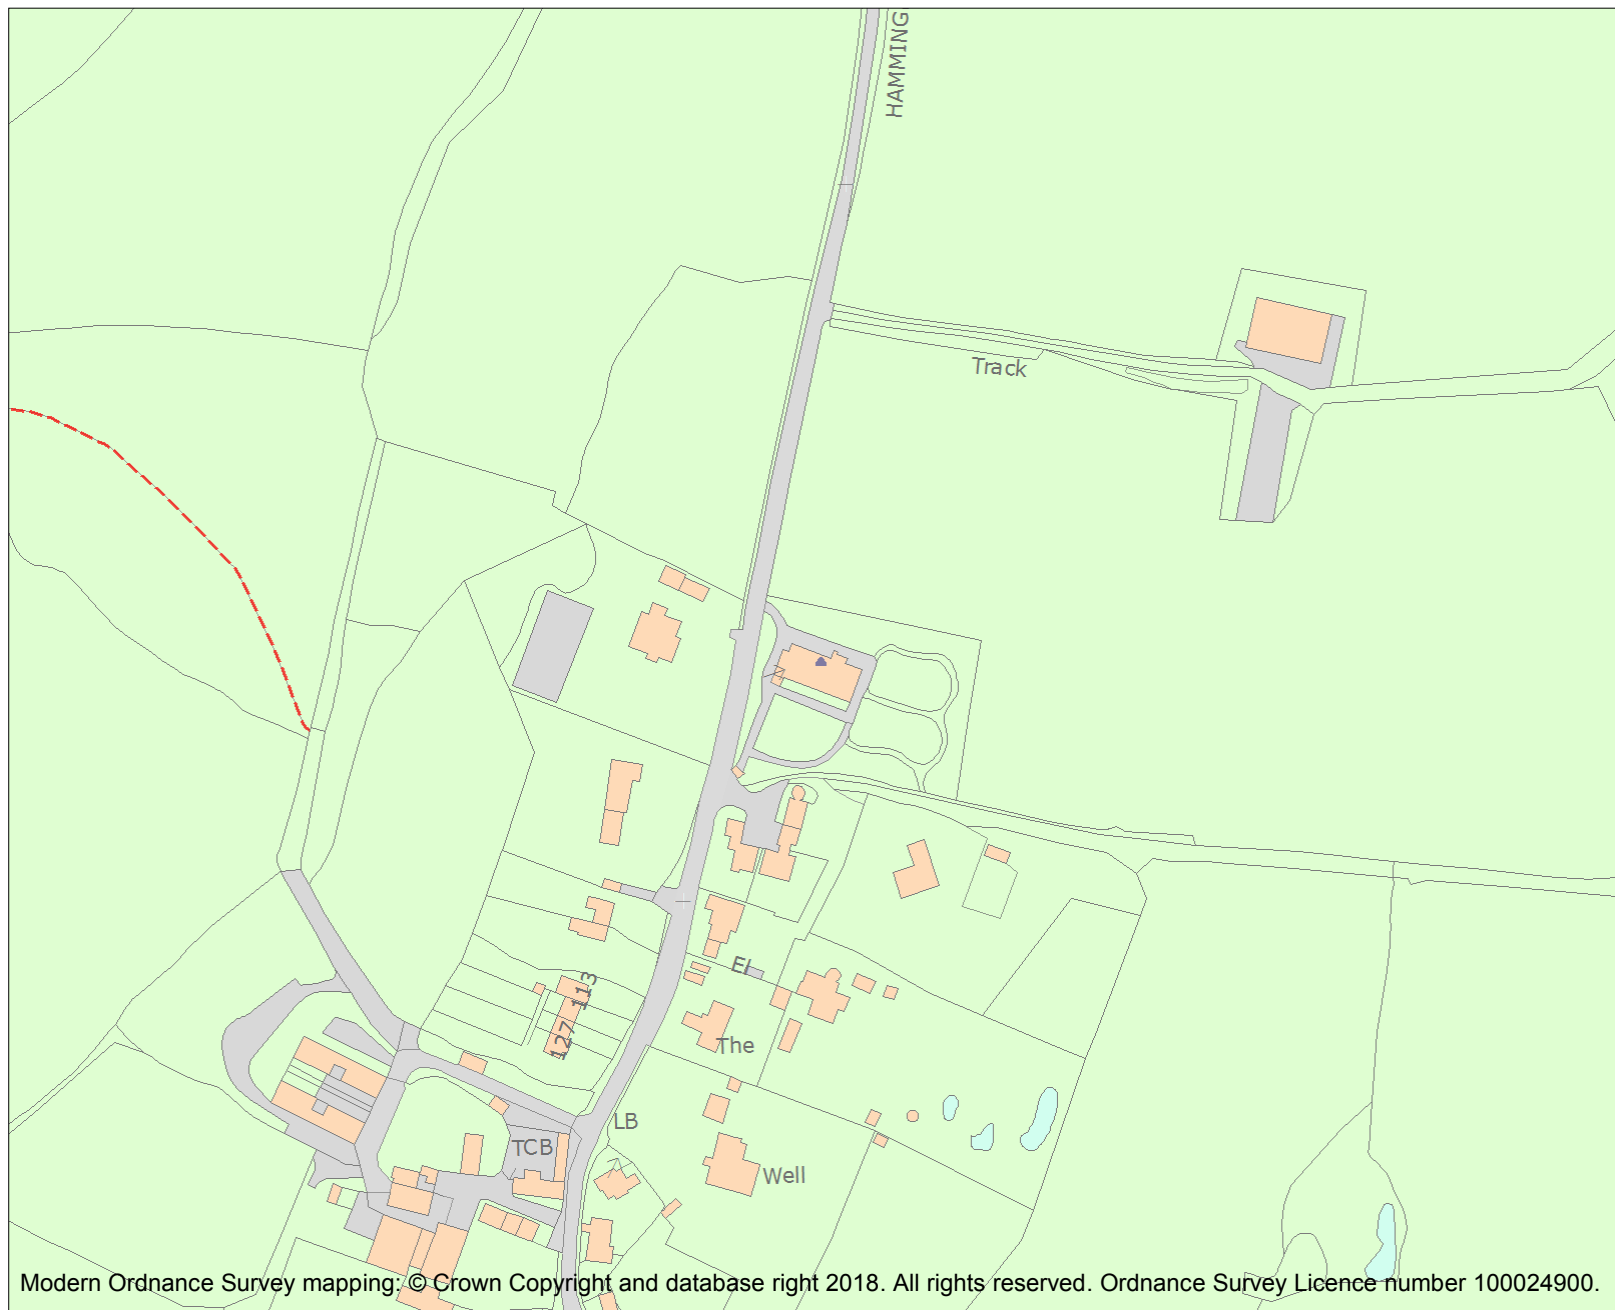 HAMMING
Track
113
127
El
The
LB
TCB
Well
Modern Ordnance Survey mapping: © Crown Copyright and database right 2018. All rights reserved. Ordnance Survey Licence number 100024900.